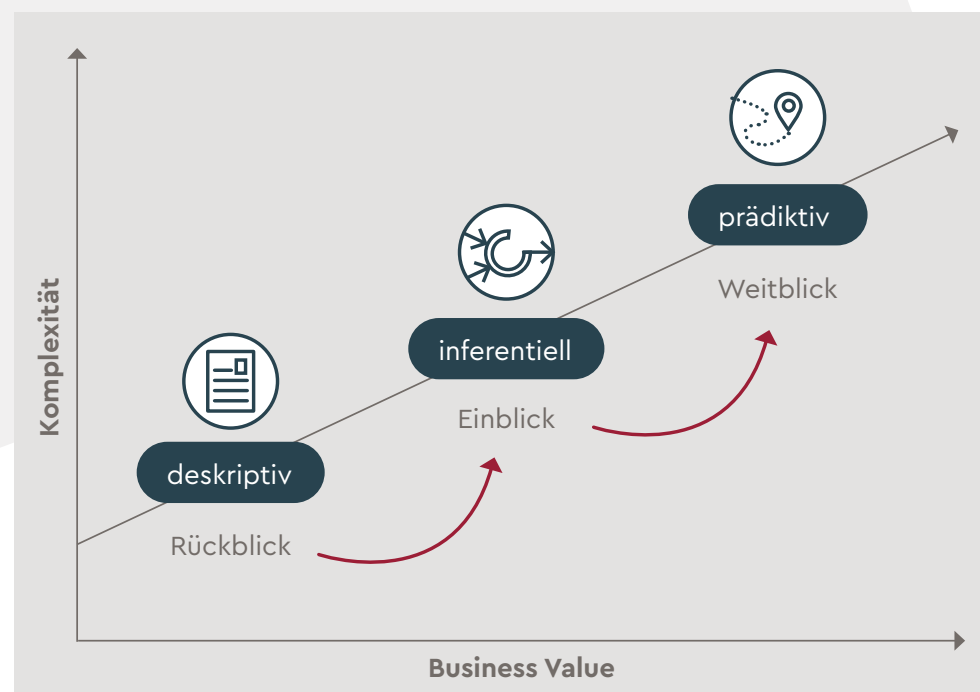 prädiktiv
Weitblick
inferentiell
Einblick
deskriptiv
Rückblick
Komplexität
Business Value